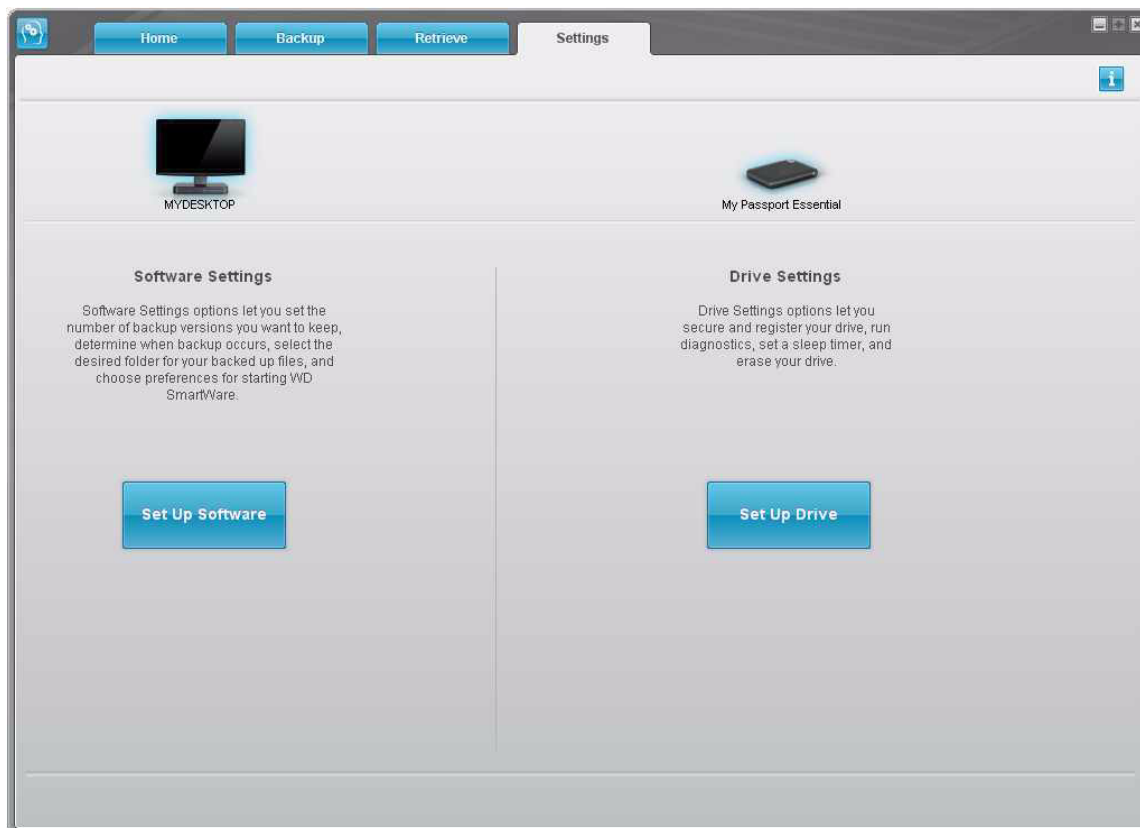 Home
Backup
Retrieve
Settings
i
MYDESKTOP
My Passport Essential
Software Settings
Software Settings options let you set the
number of backup versions you want to keep,
determine when backup occurs, select the
desired folder for your backed up files, and
choose preferences for starting WD
SmartWare.
Set Up Software
Drive Settings
Drive Settings options let you
secure and register your drive, run
diagnostics, set a sleep timer, and
erase your drive.
Set Up Drive